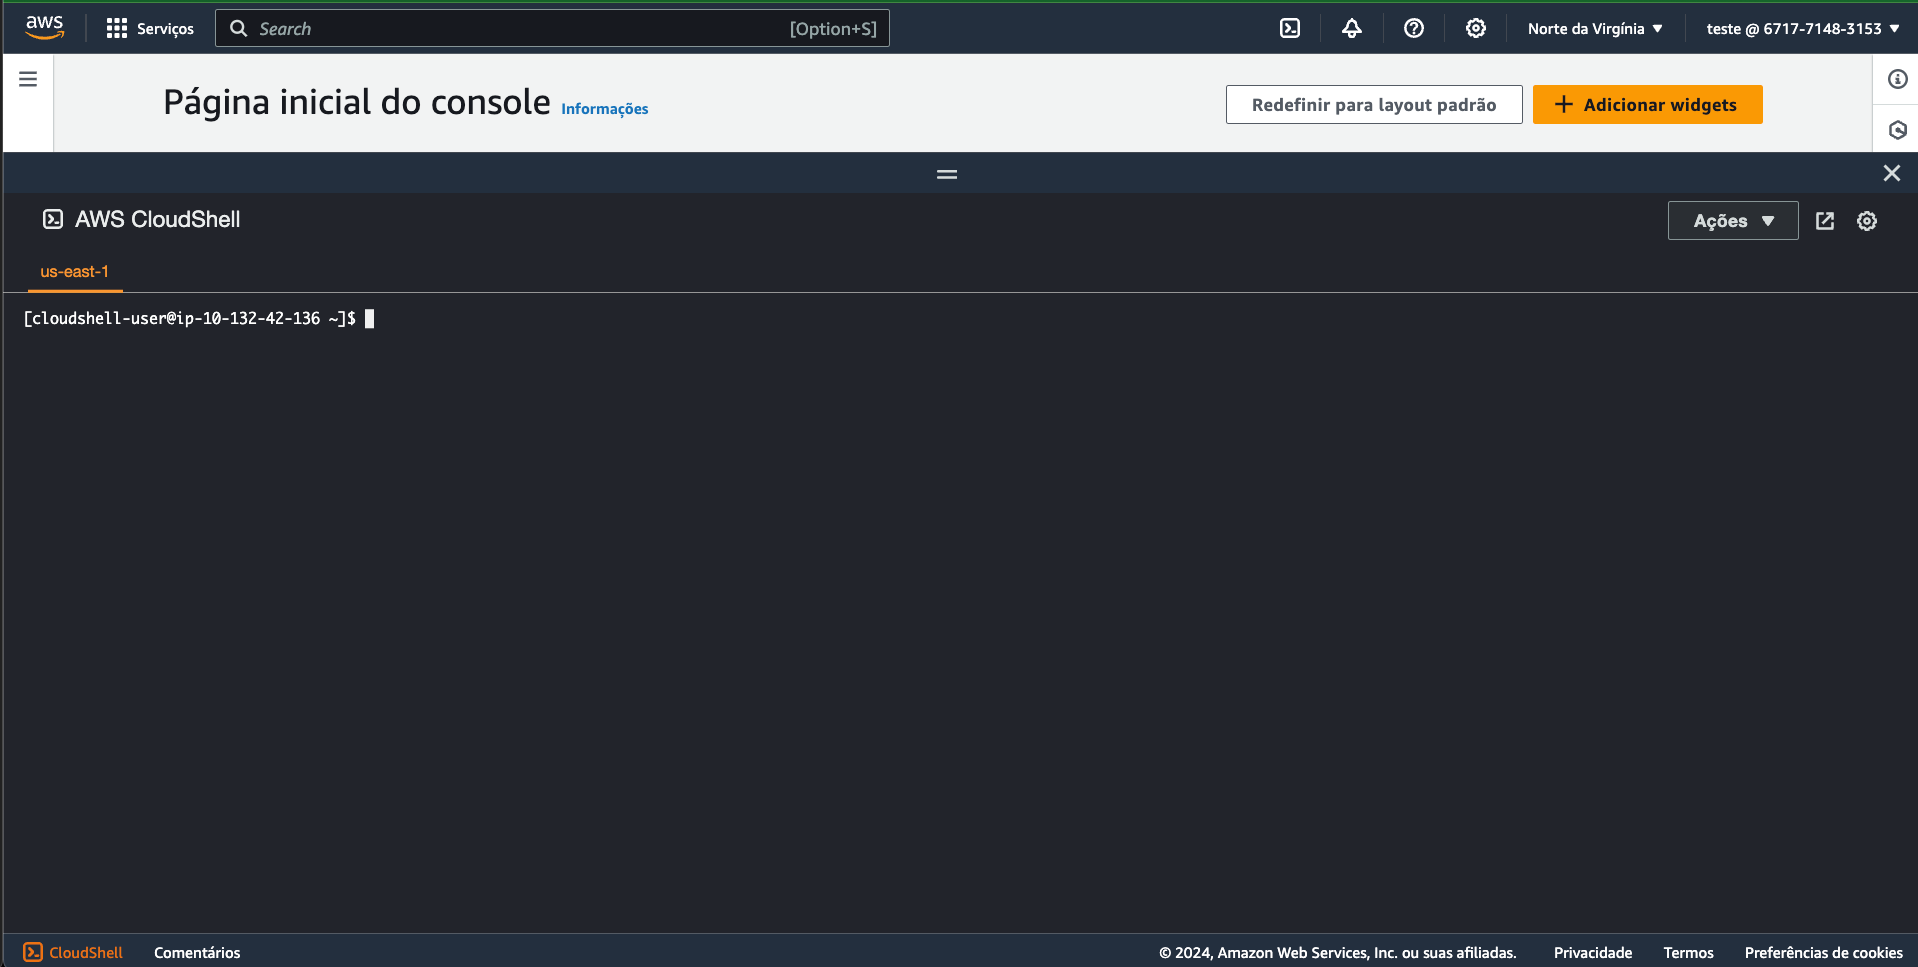 aws
Serviços
Search
[Option+S]
Norte da Virgínia
teste @ 6717-7148-3153
Página inicial do console Informações
Redefinir para layout padrão
Adicionar widgets
AWS CloudShell
Ações
us-east-1
[cloudshell-user@ip-10-132-42-136 ~]$
CloudShell
Comentários
© 2024, Amazon Web Services, Inc. ou suas afiliadas.
Privacidade
Termos
Preferências de cookies